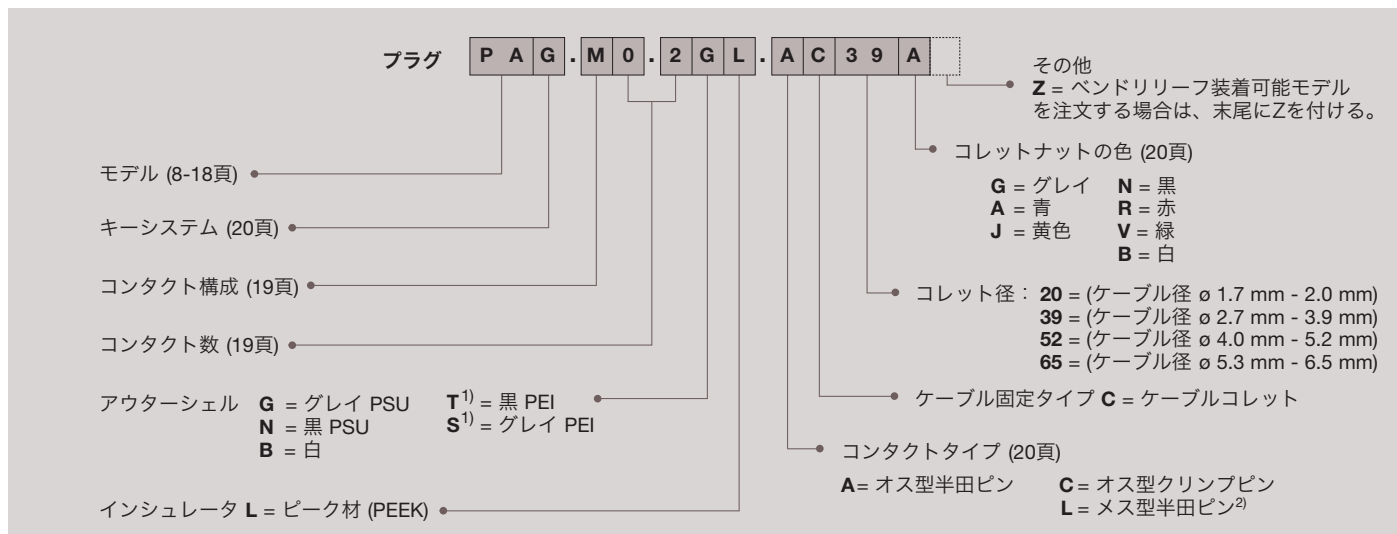 プラグ PAG.M0.2GL.AC39A
その他
Z = ベンドリリーフ装着可能モデル
を注文する場合は、末尾にZを付ける。
コレットナットの色 (20頁)
G = グレイ N = 黒
A = 青 R = 赤
J = 黄色 V = 緑
B = 白
モデル (8-18頁)
キーシステム (20頁)
コンタクト構成 (19頁)
コンタクト数 (19頁)
コレット径： 20 = (ケーブル径 ø 1.7 mm - 2.0 mm)
39 = (ケーブル径 ø 2.7 mm - 3.9 mm)
52 = (ケーブル径 ø 4.0 mm - 5.2 mm)
65 = (ケーブル径 ø 5.3 mm - 6.5 mm)
アウターシェル G = グレイ PSU T1) = 黒 PEI
N = 黒 PSU S1) = グレイ PEI
B = 白
ケーブル固定タイプ C = ケーブルコレット
コンタクトタイプ (20頁)
A= オス型半田ピン C = オス型クリンプピン
L = メス型半田ピン2)
インシュレータ L = ピーク材 (PEEK)